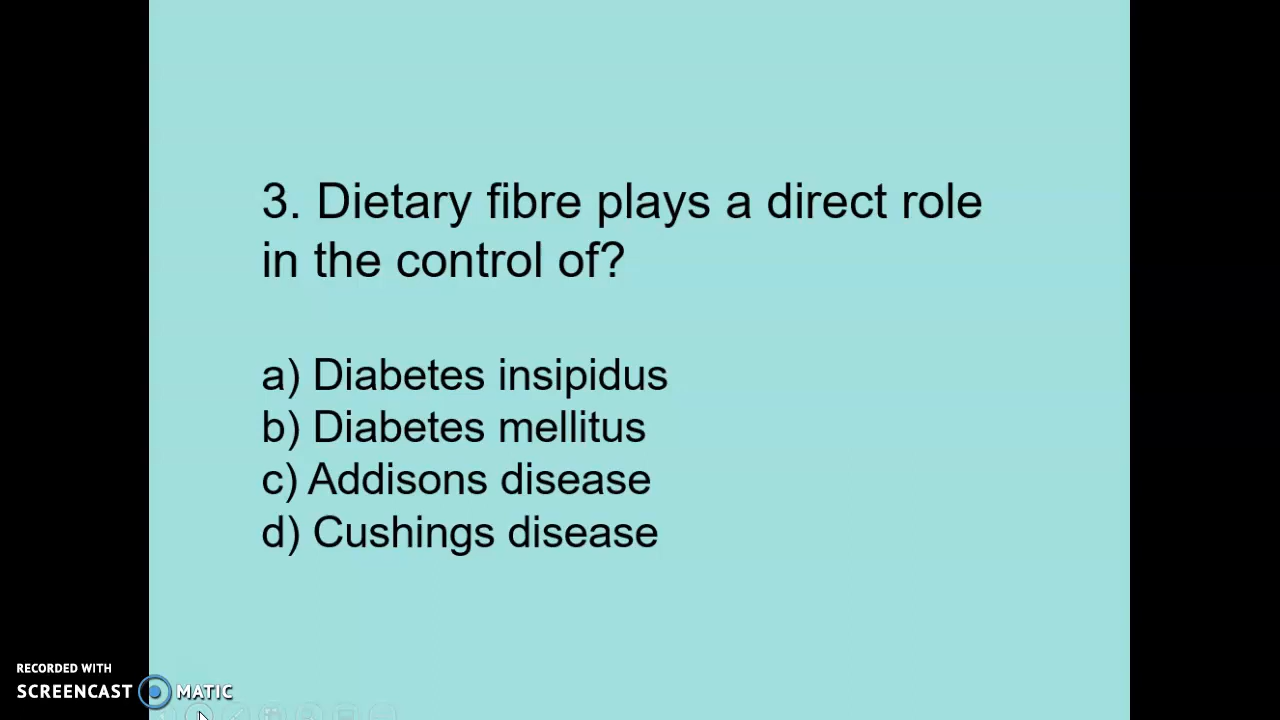 3. Dietary fibre plays a direct role
in the control of?
a) Diabetes insipidus
b) Diabetes mellitus
c) Addisons disease
d) Cushings disease
RECORDED WITH
SCREENCAST MATIC